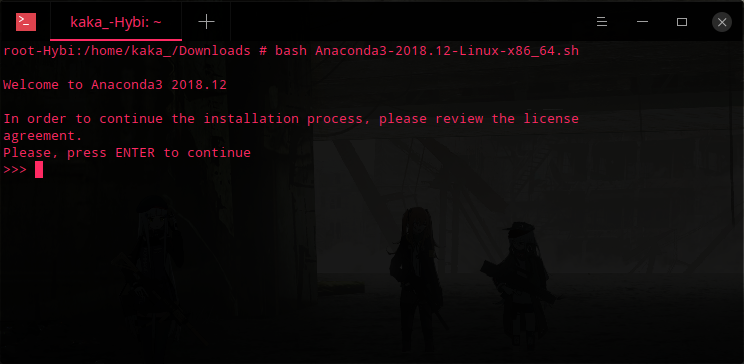 kaka_-Hybi: ~
root-Hybi:/home/kaka_/Downloads # bash Anaconda3-2018.12-Linux-x86_64.sh
Welcome to Anaconda3 2018.12
In order to continue the installation process, please review the license
agreement.
Please, press ENTER to continue
>>>